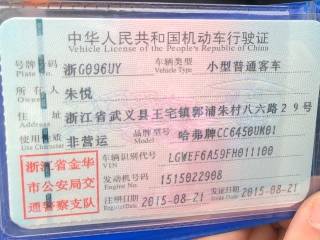 中华人民共和国机动车行驶证
Vehicle License of the People's Republic of China
号牌号码 浙G096UY 车辆类型 小型普通客车
Plate No. Vehicle Type
所有人 朱悦
Owner
住址 浙江省武义县王宅镇郭浦朱村八六路29号
Address
使用性质 非营运 品牌型号 哈弗牌CC6450UK01
Use Character Model
浙江省金华 车辆识别代号 LGWEF6A59FH011100
VIN
市公安局交 发动机号码 1515022908
Engine No.
通警察支队 注册日期 2015-08-21 发证日期 2015-08-21
Register Date Issue Date